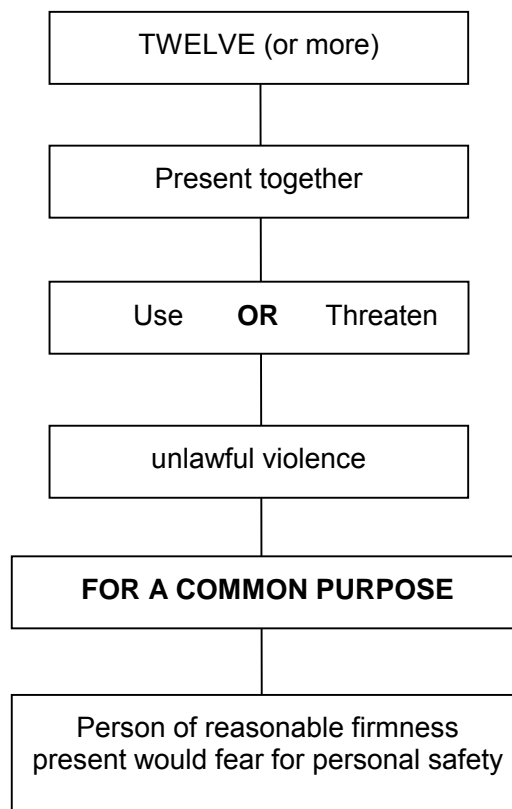 TWELVE (or more)
Present together
Use OR Threaten
unlawful violence
FOR A COMMON PURPOSE
Person of reasonable firmness
present would fear for personal safety